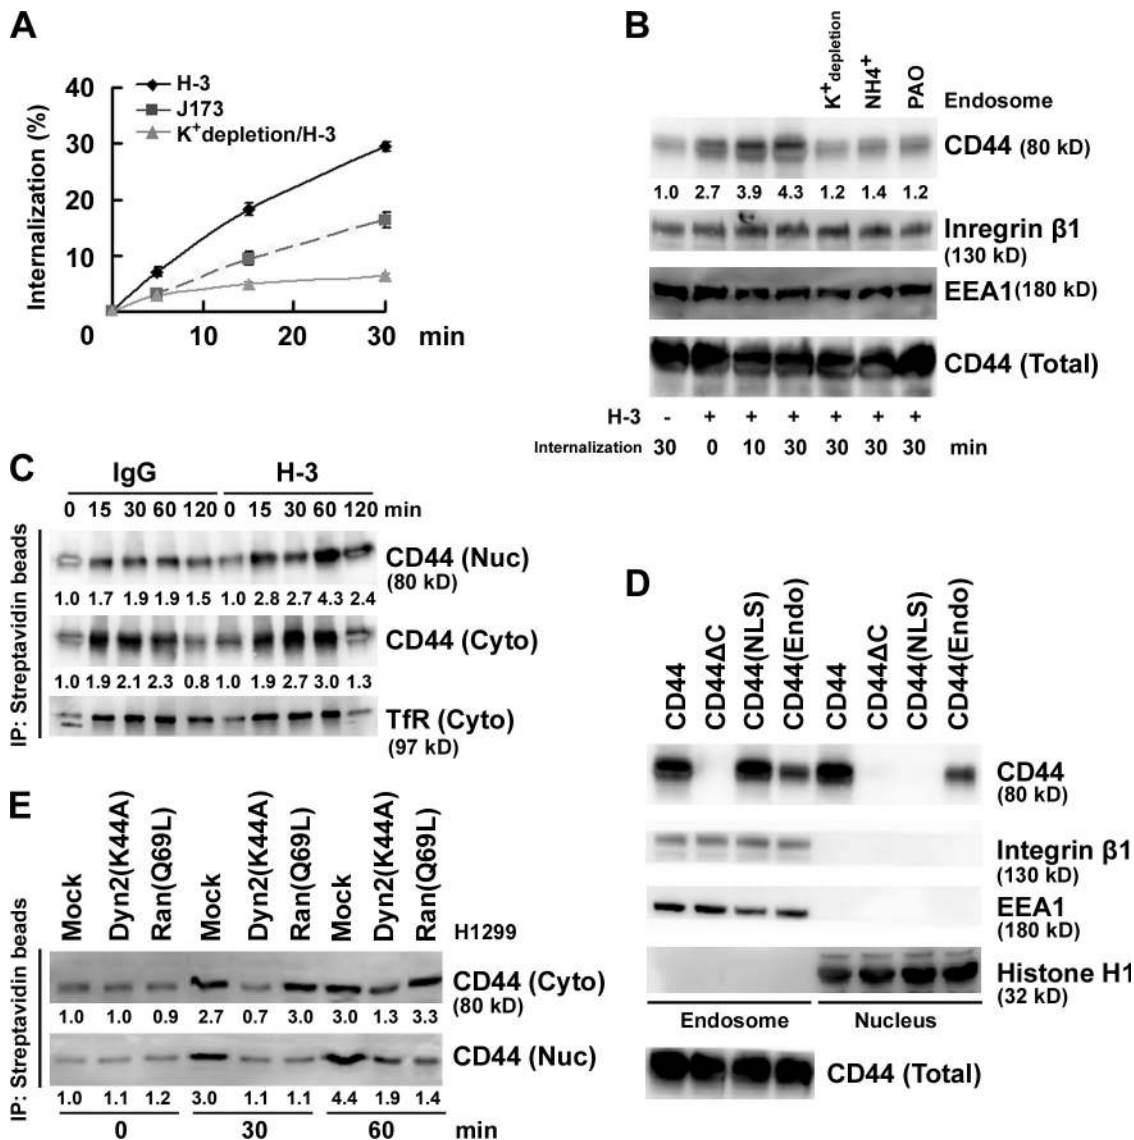 A
40
30
20
10
0
10
20
30
min
Internalization (%)
H-3
J173
K+depletion/H-3
B
K+depletion
NH4+
PAO
Endosome
CD44 (80 kD)
1.0 2.7 3.9 4.3 1.2 1.4 1.2
Inregrin β1
(130 kD)
EEA1(180 kD)
CD44 (Total)
H-3 - + + + + + +
Internalization 30 0 10 30 30 30 30 min
C
IgG H-3
0 15 30 60 120 0 15 30 60 120 min
IP: Streptavidin beads
CD44 (Nuc)
(80 kD)
1.0 1.7 1.9 1.9 1.5 1.0 2.8 2.7 4.3 2.4
CD44 (Cyto)
1.0 1.9 2.1 2.3 0.8 1.0 1.9 2.7 3.0 1.3
TfR (Cyto)
(97 kD)
D
CD44
CD44ΔC
CD44(NLS)
CD44(Endo)
CD44
CD44ΔC
CD44(NLS)
CD44(Endo)
CD44
(80 kD)
Integrin β1
(130 kD)
EEA1
(180 kD)
Histone H1
(32 kD)
Endosome Nucleus
CD44 (Total)
E
Mock
Dyn2(K44A)
Ran(Q69L)
Mock
Dyn2(K44A)
Ran(Q69L)
Mock
Dyn2(K44A)
Ran(Q69L)
H1299
IP: Streptavidin beads
CD44 (Cyto)
(80 kD)
1.0 1.0 0.9 2.7 0.7 3.0 3.0 1.3 3.3
CD44 (Nuc)
1.0 1.1 1.2 3.0 1.1 1.1 4.4 1.9 1.4
0 30 60 min